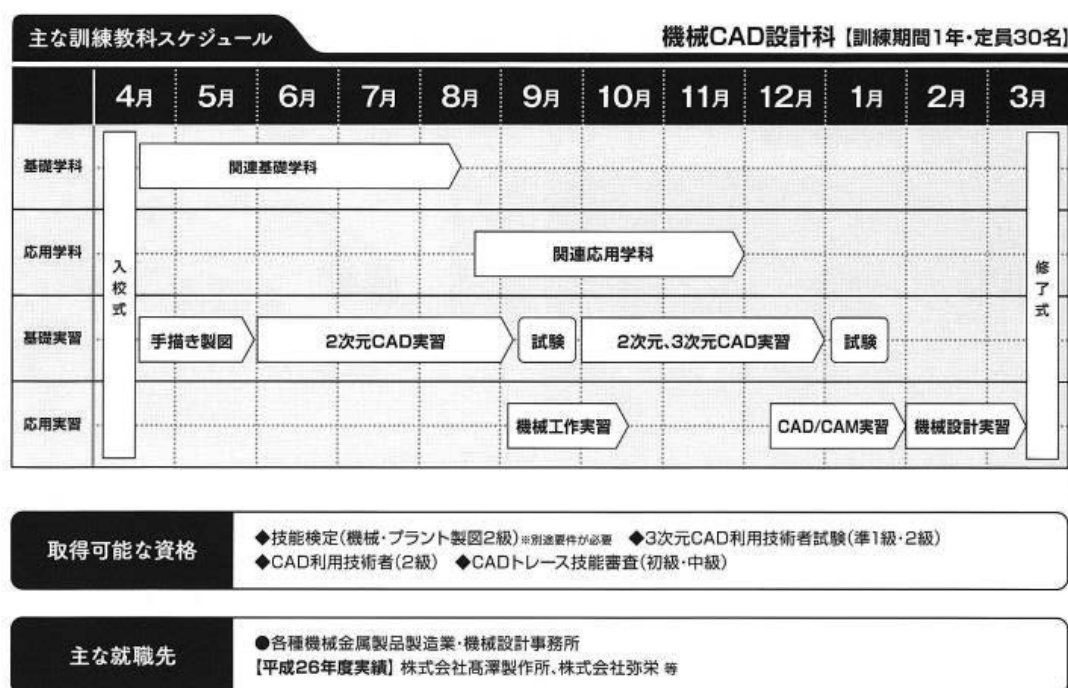 主な訓練教科スケジュール
機械CAD設計科【訓練期間1年・定員30名】
4月 5月 6月 7月 8月 9月 10月 11月 12月 1月 2月 3月
入校式
修了式
基礎学科
関連基礎学科
応用学科
関連応用学科
基礎実習
手描き製図 2次元CAD実習 試験 2次元、3次元CAD実習 試験
応用実習
機械工作実習 CAD/CAM実習 機械設計実習
取得可能な資格
◆技能検定(機械・プラント製図2級)※別途要件が必要 ◆3次元CAD利用技術者試験(準1級・2級)
◆CAD利用技術者(2級) ◆CADトレース技能審査(初級・中級)
主な就職先
●各種機械金属製品製造業・機械設計事務所
【平成26年度実績】株式会社髙澤製作所、株式会社弥栄 等